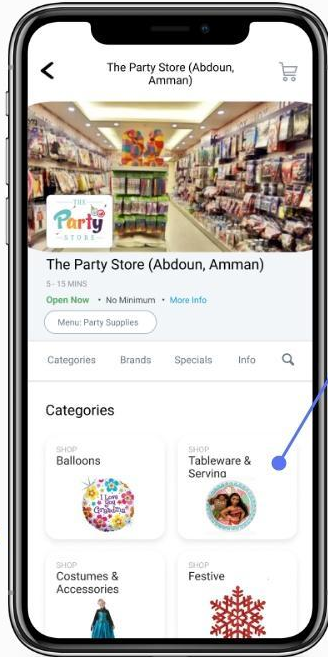 The Party Store (Abdoun,
Amman)
THE
Party
STORE
The Party Store (Abdoun, Amman)
5-15 MINS
Open Now • No Minimum • More Info
Menu: Party Supplies
Categories Brands Specials Info
Categories
SHOP
Balloons
I Love
You
Grandma
SHOP
Tableware &
Serving
SHOP
Costumes &
Accessories
SHOP
Festive